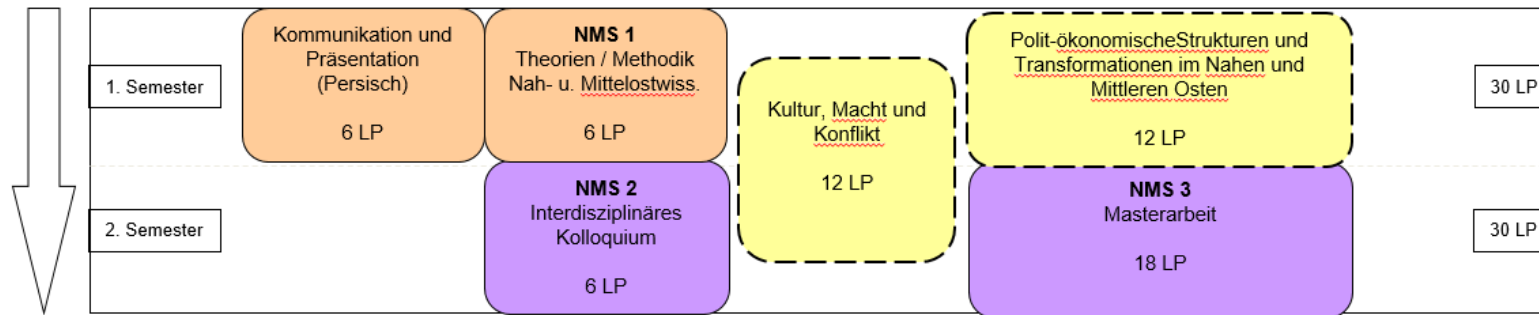 Kommunikation und
Präsentation
(Persisch)
6 LP
NMS 1
Theorien / Methodik
Nah- u. Mittelostwiss.
6 LP
Polit-ökonomischeStrukturen und
Transformationen im Nahen und
Mittleren Osten
12 LP
1. Semester
30 LP
Kultur, Macht und
Konflikt
12 LP
NMS 2
Interdisziplinäres
Kolloquium
6 LP
NMS 3
Masterarbeit
18 LP
2. Semester
30 LP